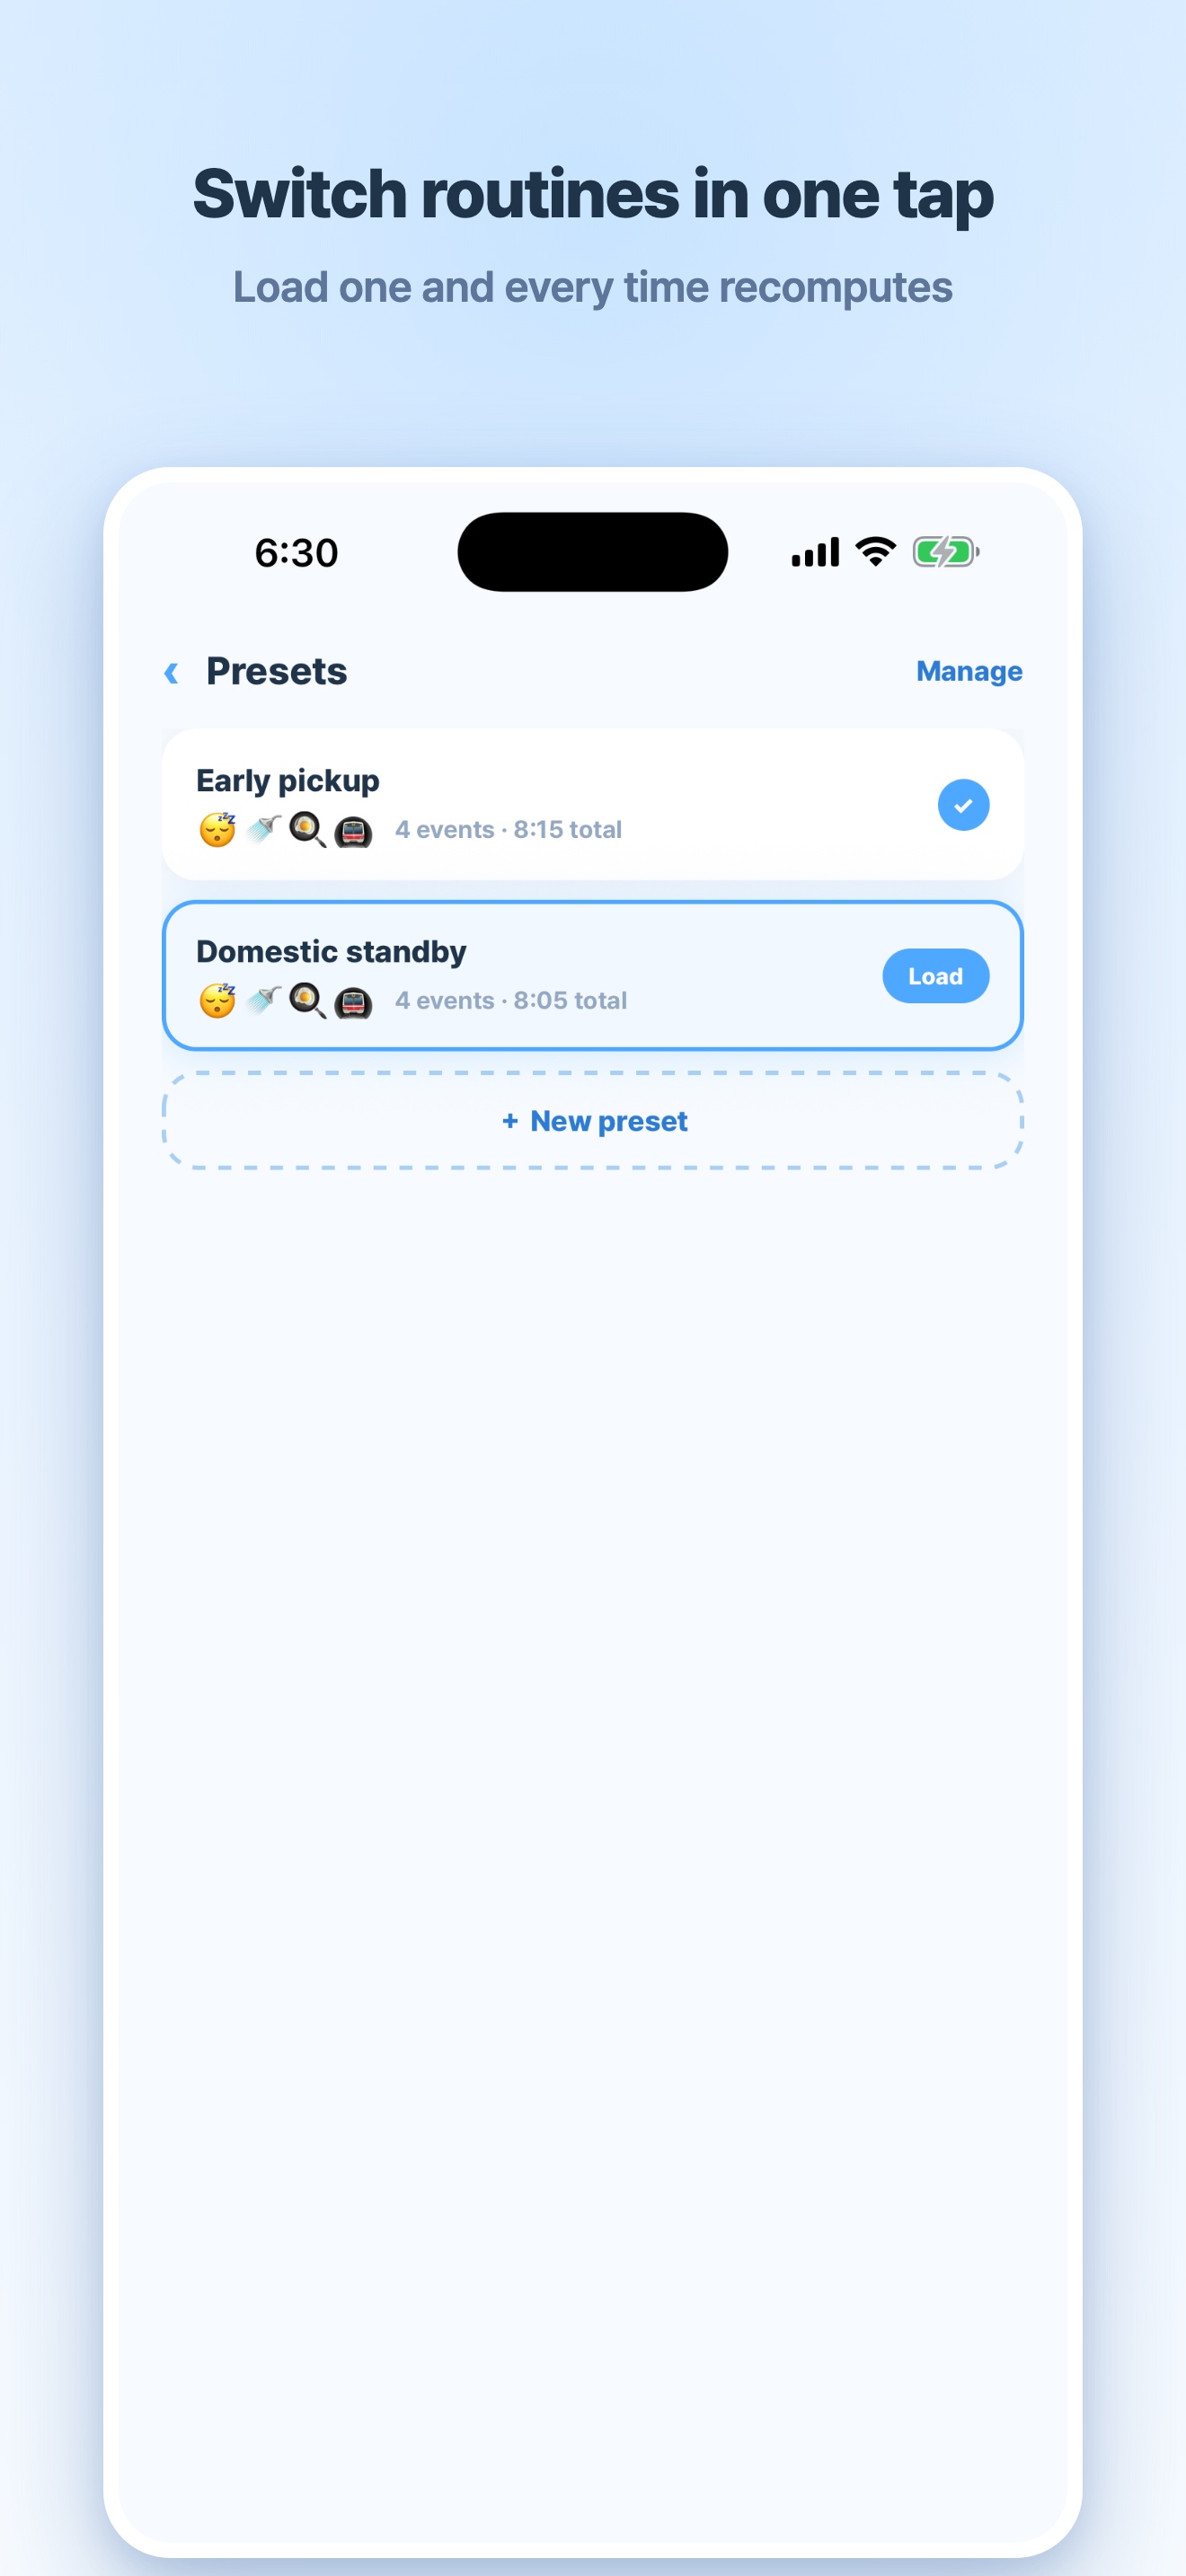 Switch routines in one tap
Load one and every time recomputes
6:30
‹ Presets
Manage
Early pickup
4 events · 8:15 total
Domestic standby
4 events · 8:05 total
Load
+ New preset